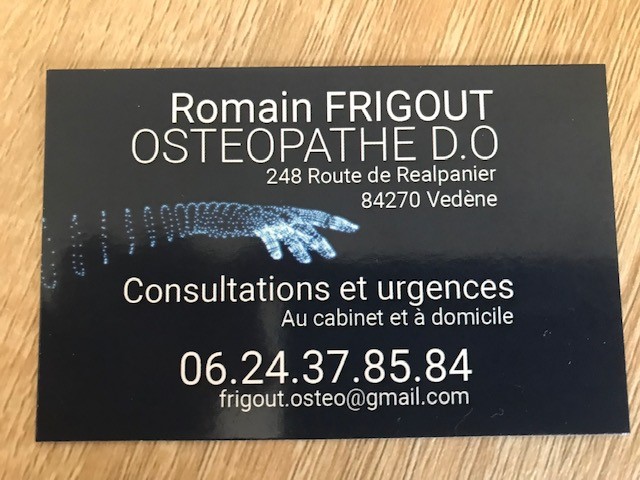 Romain FRIGOUT
OSTEOPATHE D.O
248 Route de Realpanier
84270 Vedène
Consultations et urgences
Au cabinet et à domicile
06.24.37.85.84
frigout.osteo@gmail.com